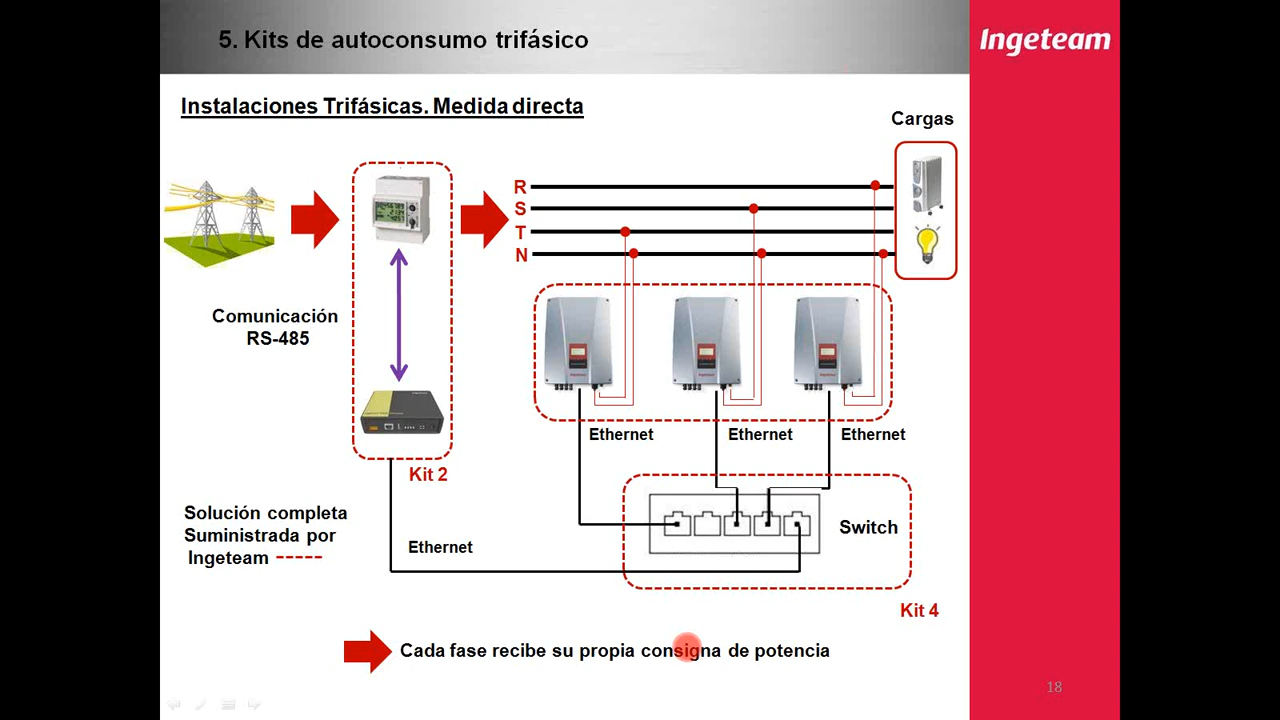 5. Kits de autoconsumo trifásico
Ingeteam
Instalaciones Trifásicas. Medida directa
Cargas
R
S
T
N
Comunicación
RS-485
Ethernet
Ethernet
Ethernet
Kit 2
Solución completa
Suministrada por
Ingeteam
Ethernet
Switch
Kit 4
Cada fase recibe su propia consigna de potencia
18